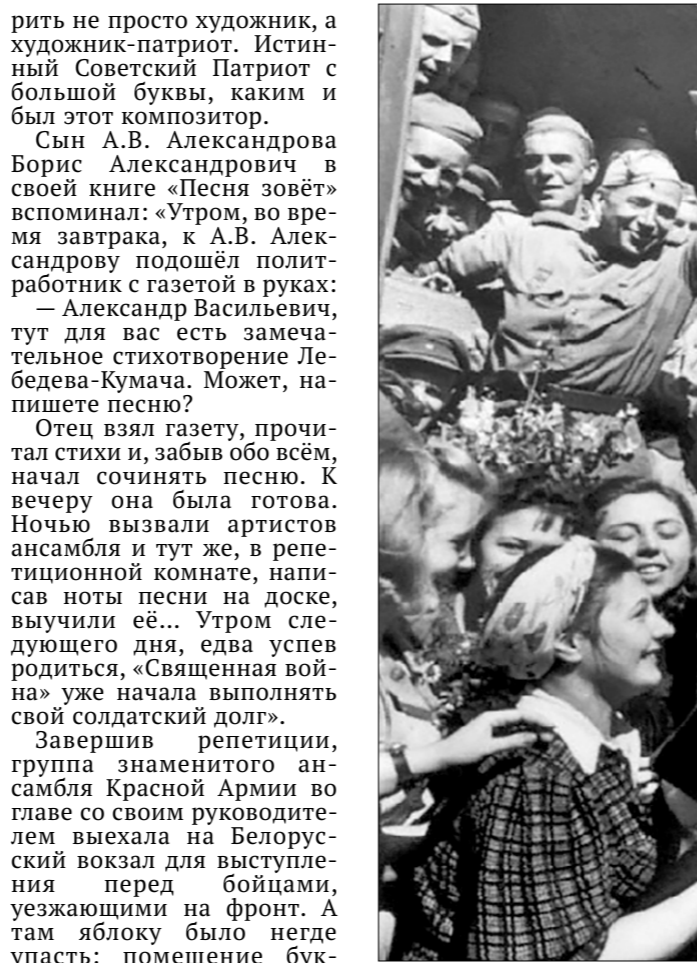 рить не просто художник, а
художник-патриот. Истин-
ный Советский Патриот с
большой буквы, каким и
был этот композитор.
Сын А.В. Александрова
Борис Александрович в
своей книге «Песня зовёт»
вспоминал: «Утром, во вре-
мя завтрака, к А.В. Алек-
сандрову подошёл полит-
работник с газетой в руках:
— Александр Васильевич,
тут для вас есть замеча-
тельное стихотворение Ле-
бедева-Кумача. Может, на-
пишете песню?
Отец взял газету, прочи-
тал стихи и, забыв обо всём,
начал сочинять песню. К
вечеру она была готова.
Ночью вызвали артистов
ансамбля и тут же, в репе-
тиционной комнате, напи-
сав ноты песни на доске,
выучили её... Утром сле-
дующего дня, едва успев
родиться, «Священная вой-
на» уже начала выполнять
свой солдатский долг».
Завершив репетиции,
группа знаменитого ан-
самбля Красной Армии во
главе со своим руководите-
лем выехала на Белорус-
ский вокзал для выступле-
ния перед бойцами,
уезжающими на фронт. А
там яблоку было негде
упасть: помещение бук-